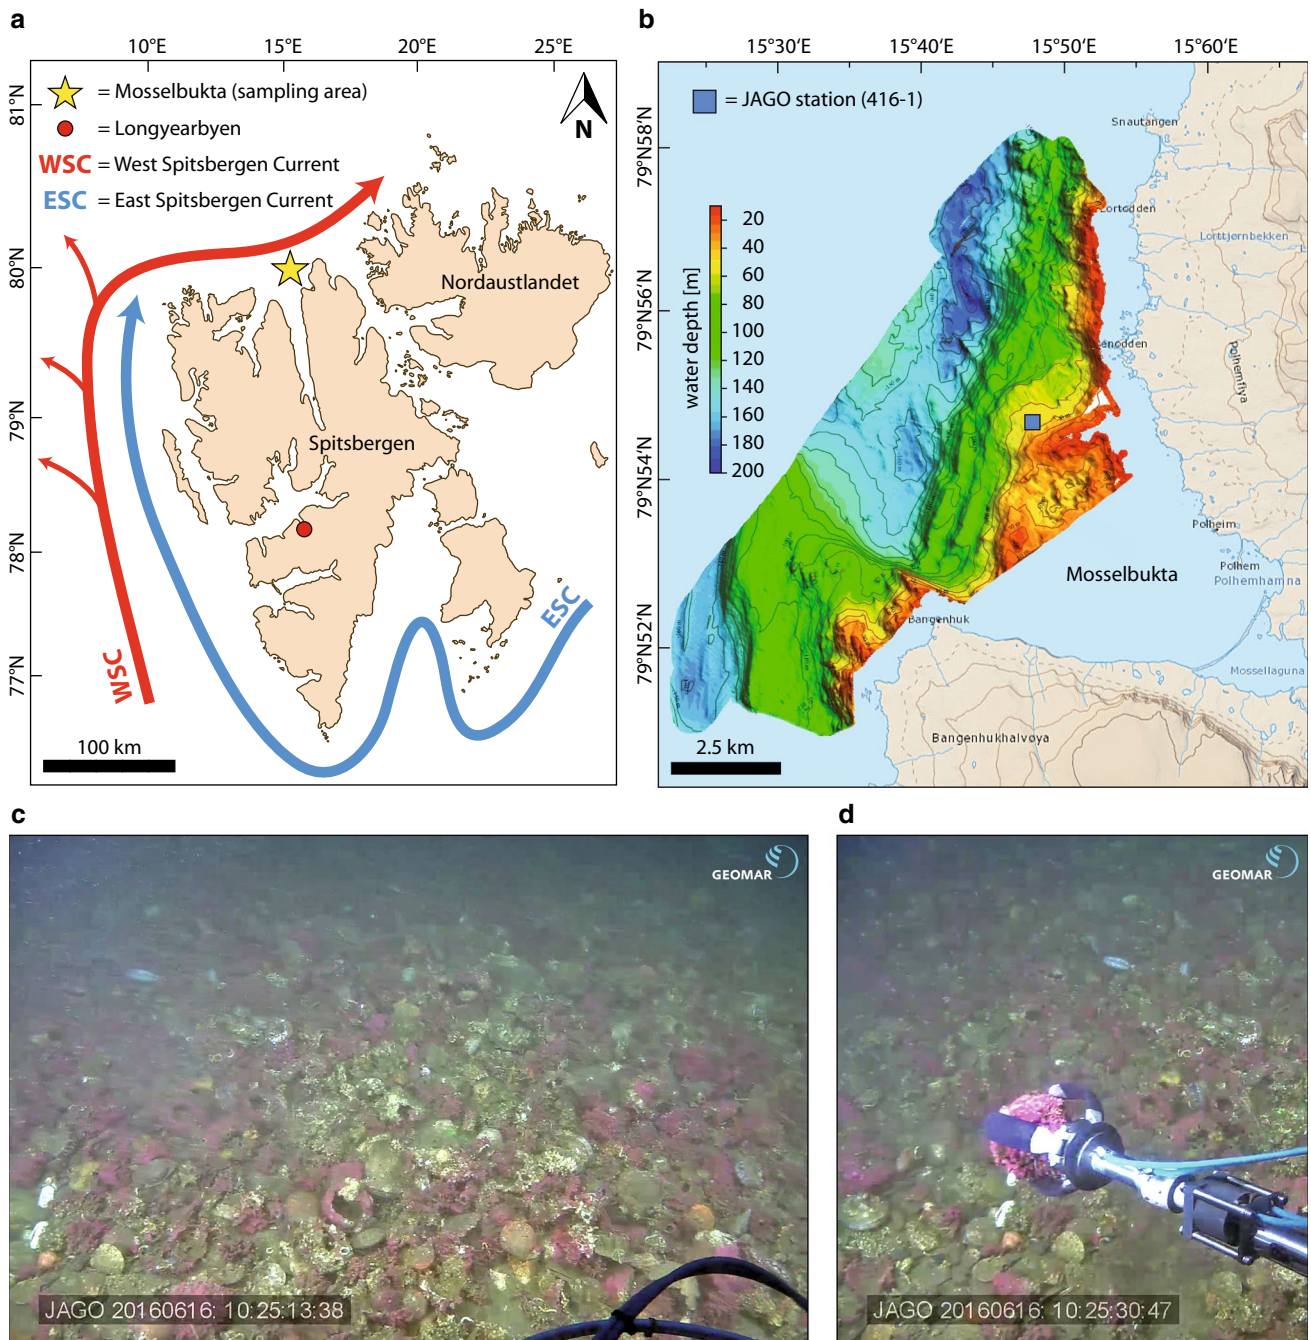 a
10°E 15°E 20°E 25°E
81°N
80°N
79°N
78°N
77°N
= Mosselbukta (sampling area)
= Longyearbyen
WSC = West Spitsbergen Current
ESC = East Spitsbergen Current
N
Nordaustlandet
Spitsbergen
WSC
ESC
100 km
b
15°30‘E 15°40‘E 15°50‘E 15°60‘E
79°N58‘N
79°N56‘N
79°N54‘N
79°N52‘N
= JAGO station (416-1)
water depth [m]
20
40
60
80
100
120
140
160
180
200
Snautangen
Lortodden
Lorttjørnbekken
enodden
Polhemflya
Polheim
Polhem
Polhemhamna
Mosselbukta
Bangenhuk
Mossellaguna
Bangenhukhalvøya
2.5 km
c
GEOMAR
JAGO 20160616: 10:25:13:38
d
GEOMAR
JAGO 20160616: 10:25:30:47